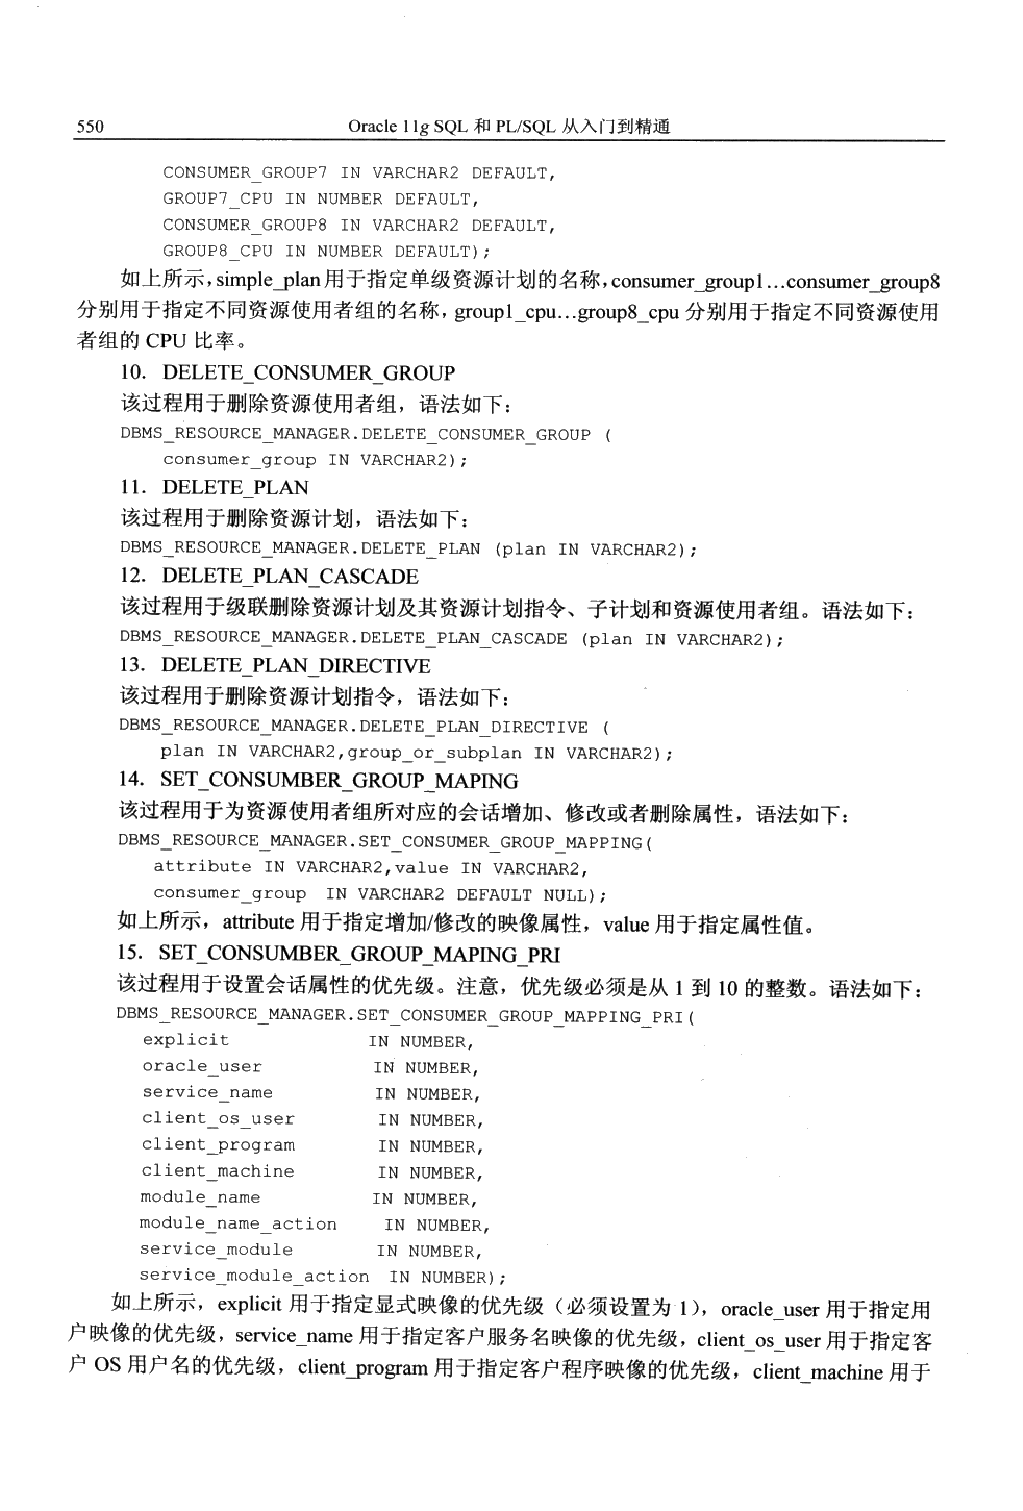 550
Oracle 11g SQL 和 PL/SQL 从入门到精通
CONSUMER_GROUP7 IN VARCHAR2 DEFAULT,
GROUP7_CPU IN NUMBER DEFAULT,
CONSUMER_GROUP8 IN VARCHAR2 DEFAULT,
GROUP8_CPU IN NUMBER DEFAULT);
如上所示,simple_plan 用于指定单级资源计划的名称,consumer_group1...consumer_group8
分别用于指定不同资源使用者组的名称，group1_cpu...group8_cpu 分别用于指定不同资源使用
者组的 CPU 比率。
10. DELETE_CONSUMER_GROUP
该过程用于删除资源使用者组，语法如下：
DBMS_RESOURCE_MANAGER.DELETE_CONSUMER_GROUP (
consumer_group IN VARCHAR2);
11. DELETE_PLAN
该过程用于删除资源计划，语法如下：
DBMS_RESOURCE_MANAGER.DELETE_PLAN (plan IN VARCHAR2);
12. DELETE_PLAN_CASCADE
该过程用于级联删除资源计划及其资源计划指令、子计划和资源使用者组。语法如下：
DBMS_RESOURCE_MANAGER.DELETE_PLAN_CASCADE (plan IN VARCHAR2);
13. DELETE_PLAN_DIRECTIVE
该过程用于删除资源计划指令，语法如下：
DBMS_RESOURCE_MANAGER.DELETE_PLAN_DIRECTIVE (
plan IN VARCHAR2,group_or_subplan IN VARCHAR2);
14. SET_CONSUMBER_GROUP_MAPING
该过程用于为资源使用者组所对应的会话增加、修改或者删除属性，语法如下：
DBMS_RESOURCE_MANAGER.SET_CONSUMER_GROUP_MAPPING(
attribute IN VARCHAR2,value IN VARCHAR2,
consumer_group IN VARCHAR2 DEFAULT NULL);
如上所示，attribute 用于指定增加/修改的映像属性，value 用于指定属性值。
15. SET_CONSUMBER_GROUP_MAPING_PRI
该过程用于设置会话属性的优先级。注意，优先级必须是从 1 到 10 的整数。语法如下：
DBMS_RESOURCE_MANAGER.SET_CONSUMER_GROUP_MAPPING_PRI(
explicit IN NUMBER,
oracle_user IN NUMBER,
service_name IN NUMBER,
client_os_user IN NUMBER,
client_program IN NUMBER,
client_machine IN NUMBER,
module_name IN NUMBER,
module_name_action IN NUMBER,
service_module IN NUMBER,
service_module_action IN NUMBER);
如上所示，explicit 用于指定显式映像的优先级（必须设置为 1），oracle_user 用于指定用
户映像的优先级，service_name 用于指定客户服务名映像的优先级，client_os_user 用于指定客
户 OS 用户名的优先级，client_program 用于指定客户程序映像的优先级，client_machine 用于